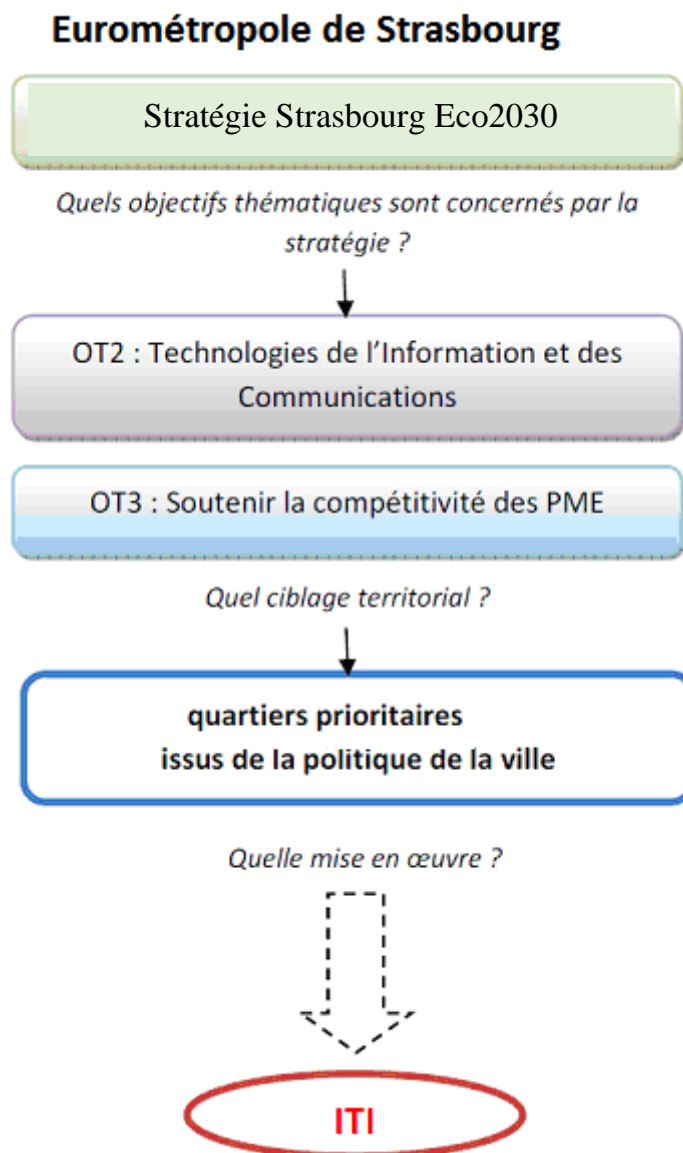 Eurométropole de Strasbourg
Stratégie Strasbourg Eco2030
Quels objectifs thématiques sont concernés par la
stratégie ?
OT2 : Technologies de l'Information et des
Communications
OT3 : Soutenir la compétitivité des PME
Quel ciblage territorial ?
quartiers prioritaires
issus de la politique de la ville
Quelle mise en œuvre ?
ITI